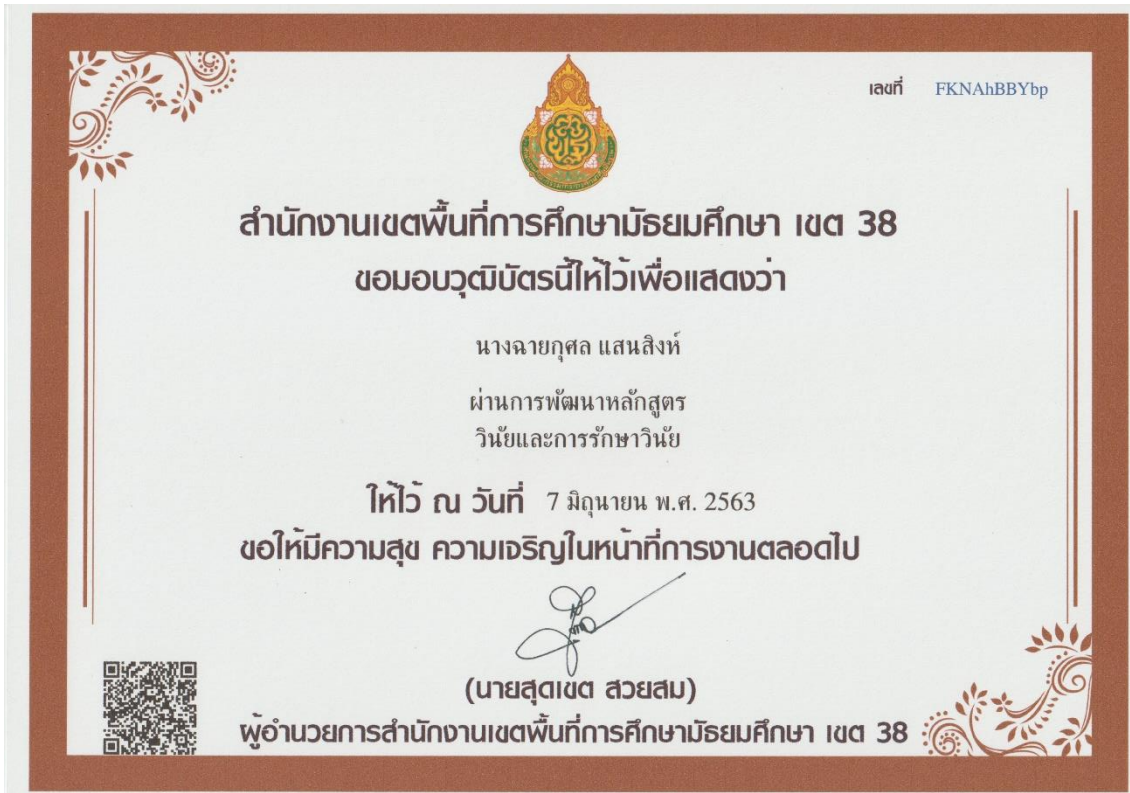 เลขที่ FKNAhBBYbp
สำนักงานเขตพื้นที่การศึกษามัธยมศึกษา เขต 38
ขอมอบวุฒิบัตรนี้ให้ไว้เพื่อแสดงว่า
นางฉายกุศล แสนสิงห์
ผ่านการพัฒนาหลักสูตร
วินัยและการรักษาวินัย
ให้ไว้ ณ วันที่ 7 มิถุนายน พ.ศ. 2563
ขอให้มีความสุข ความเจริญในหน้าที่การงานตลอดไป
(นายสุดเขต สวยสม)
ผู้อำนวยการสำนักงานเขตพื้นที่การศึกษามัธยมศึกษา เขต 38